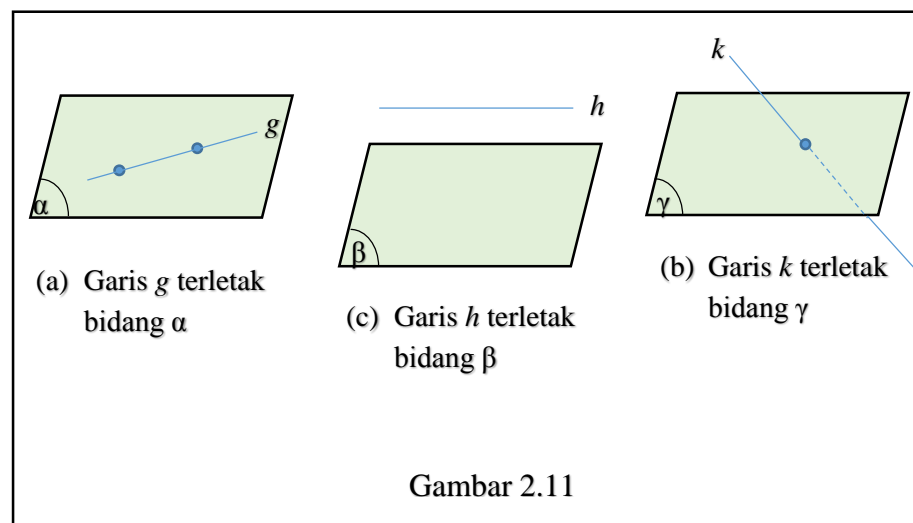 g
α
(a) Garis g terletak
bidang α
h
β
(c) Garis h terletak
bidang β
k
γ
(b) Garis k terletak
bidang γ
Gambar 2.11